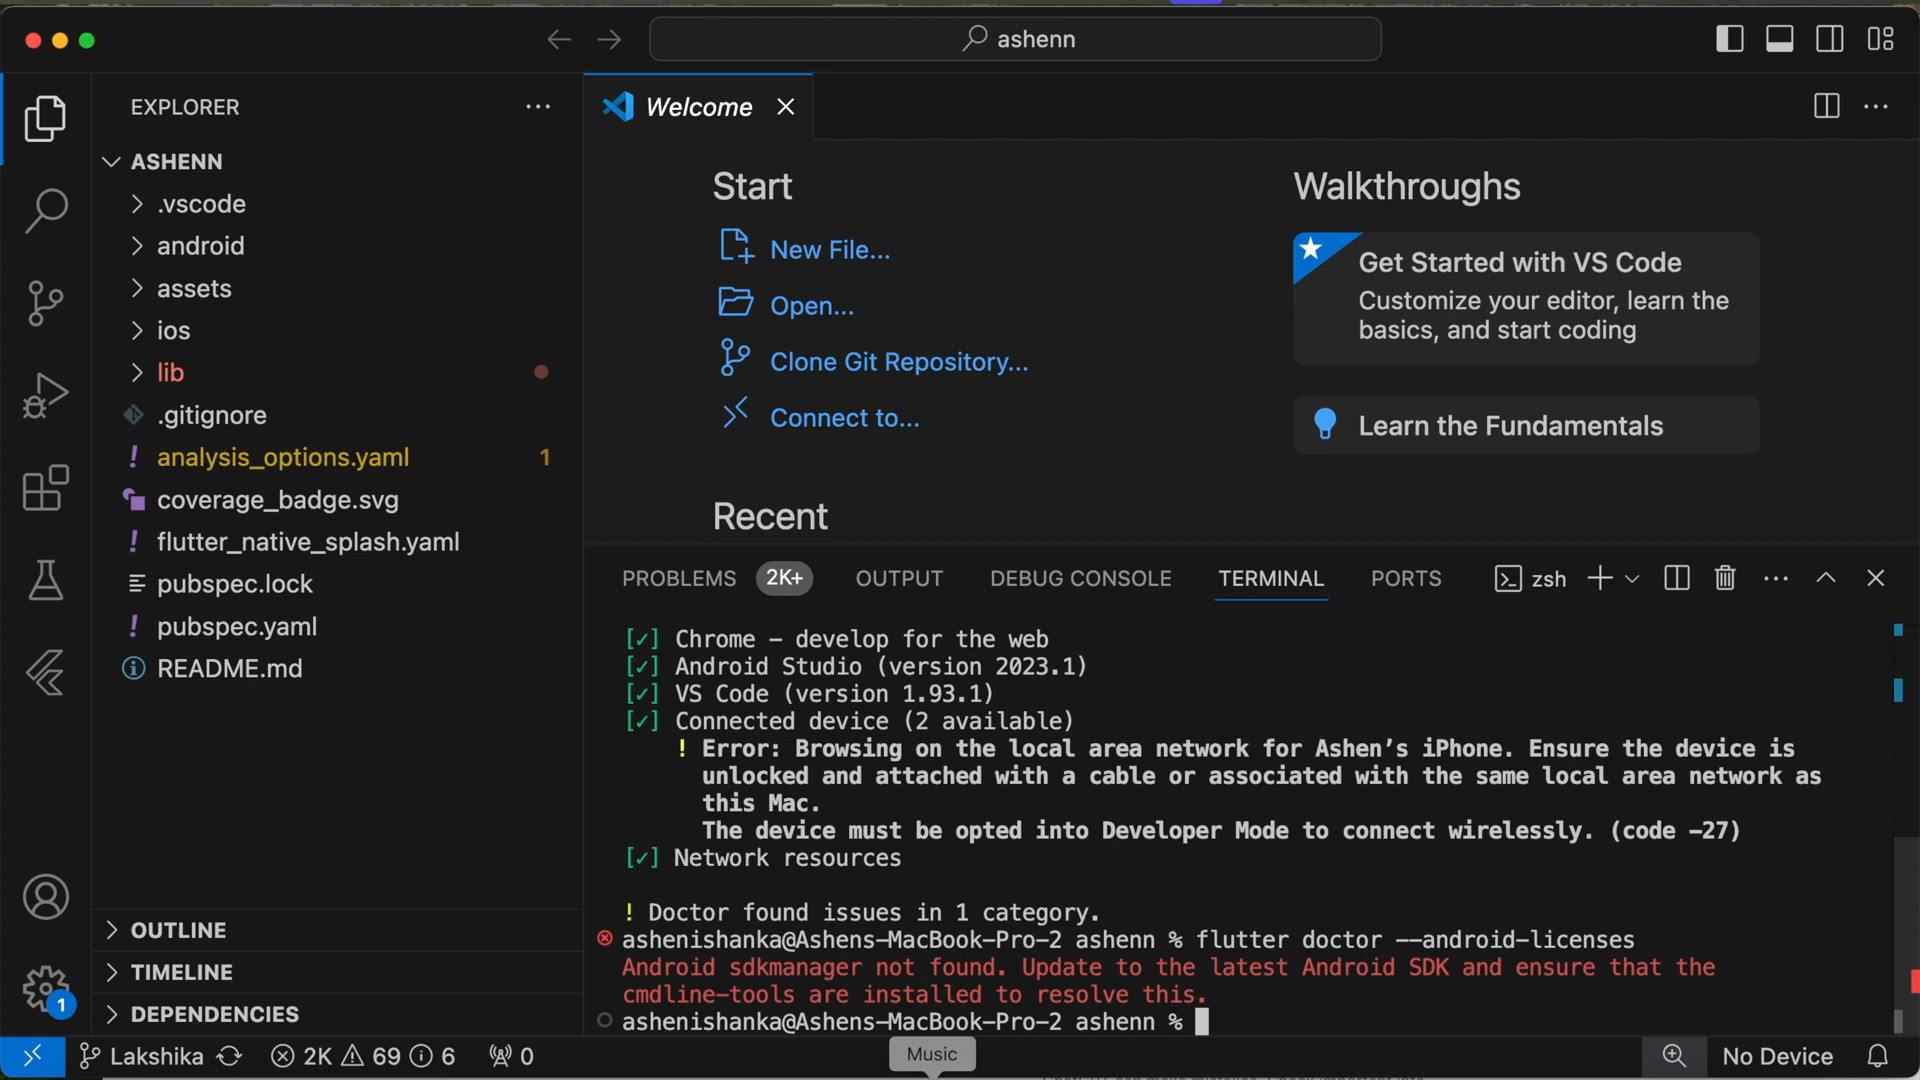 ashenn
EXPLORER
Welcome
ASHENN
.vscode
android
assets
ios
lib
.gitignore
analysis_options.yaml 1
coverage_badge.svg
flutter_native_splash.yaml
pubspec.lock
pubspec.yaml
README.md
OUTLINE
TIMELINE
DEPENDENCIES
1
Start
New File...
Open...
Clone Git Repository...
Connect to...
Recent
Walkthroughs
Get Started with VS Code
Customize your editor, learn the
basics, and start coding
Learn the Fundamentals
PROBLEMS 2K+ OUTPUT DEBUG CONSOLE TERMINAL PORTS zsh
[✓] Chrome - develop for the web
[✓] Android Studio (version 2023.1)
[✓] VS Code (version 1.93.1)
[✓] Connected device (2 available)
! Error: Browsing on the local area network for Ashen’s iPhone. Ensure the device is
unlocked and attached with a cable or associated with the same local area network as
this Mac.
The device must be opted into Developer Mode to connect wirelessly. (code -27)
[✓] Network resources
! Doctor found issues in 1 category.
ashenishanka@Ashens-MacBook-Pro-2 ashenn % flutter doctor --android-licenses
Android sdkmanager not found. Update to the latest Android SDK and ensure that the
cmdline-tools are installed to resolve this.
ashenishanka@Ashens-MacBook-Pro-2 ashenn %
Lakshika 2K 69 6 0 Music No Device